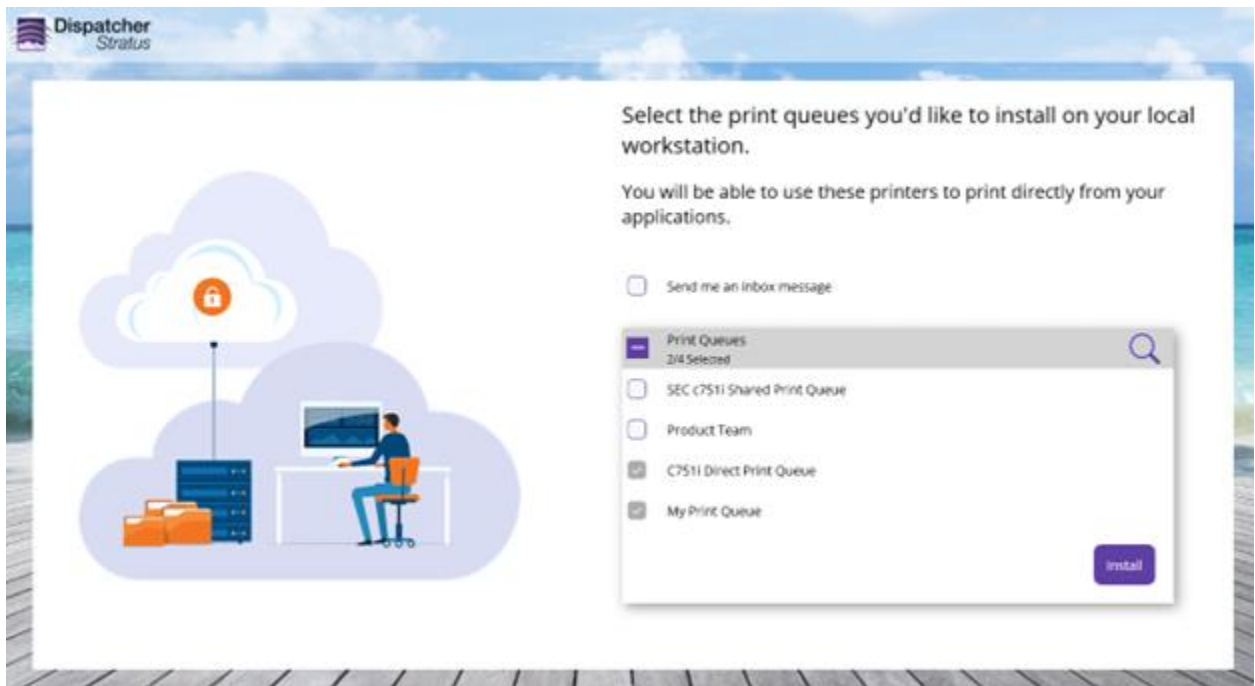 Dispatcher
Stratus
Select the print queues you'd like to install on your local
workstation.
You will be able to use these printers to print directly from your
applications.
Send me an inbox message
Print Queues
2/4 Selected
SEC c751i Shared Print Queue
Product Team
C751i Direct Print Queue
My Print Queue
Install